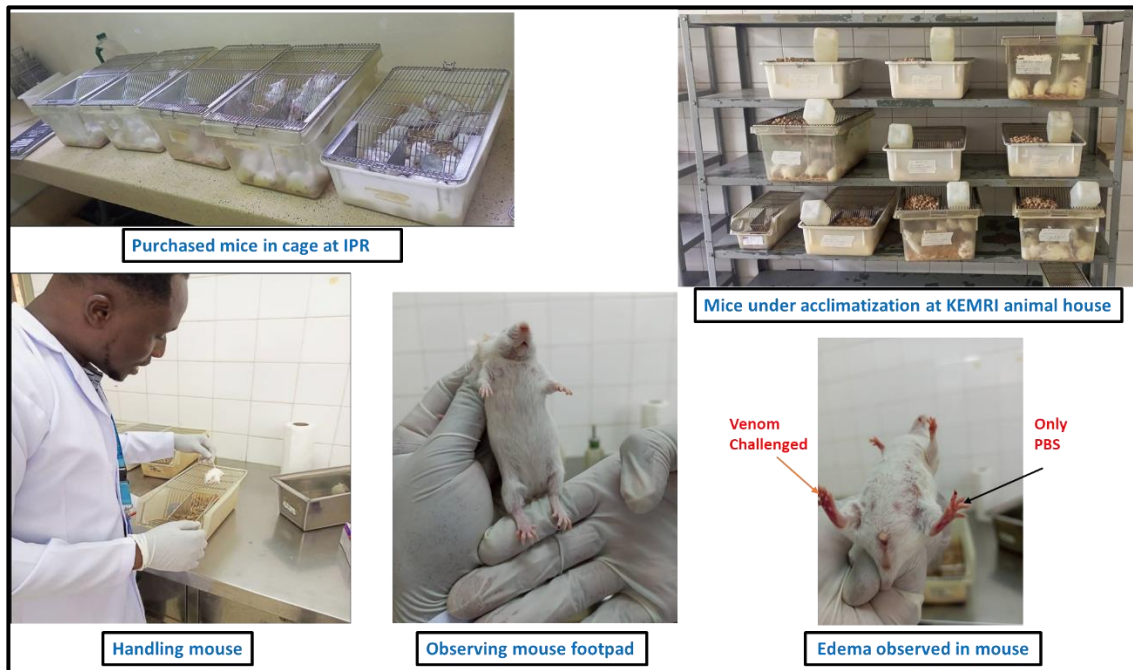 Purchased mice in cage at IPR
Mice under acclimatization at KEMRI animal house
Venom
Challenged
Only
PBS
Handling mouse
Observing mouse footpad
Edema observed in mouse